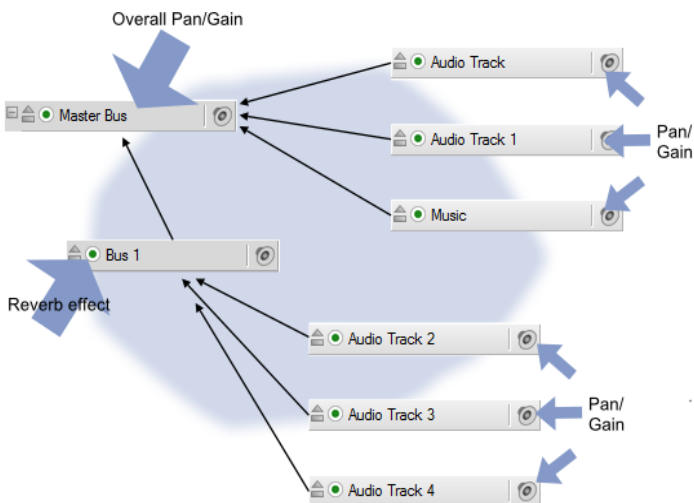 Overall Pan/Gain
Audio Track
Master Bus
Audio Track 1
Pan/
Gain
Music
Bus 1
Reverb effect
Audio Track 2
Audio Track 3
Pan/
Gain
Audio Track 4